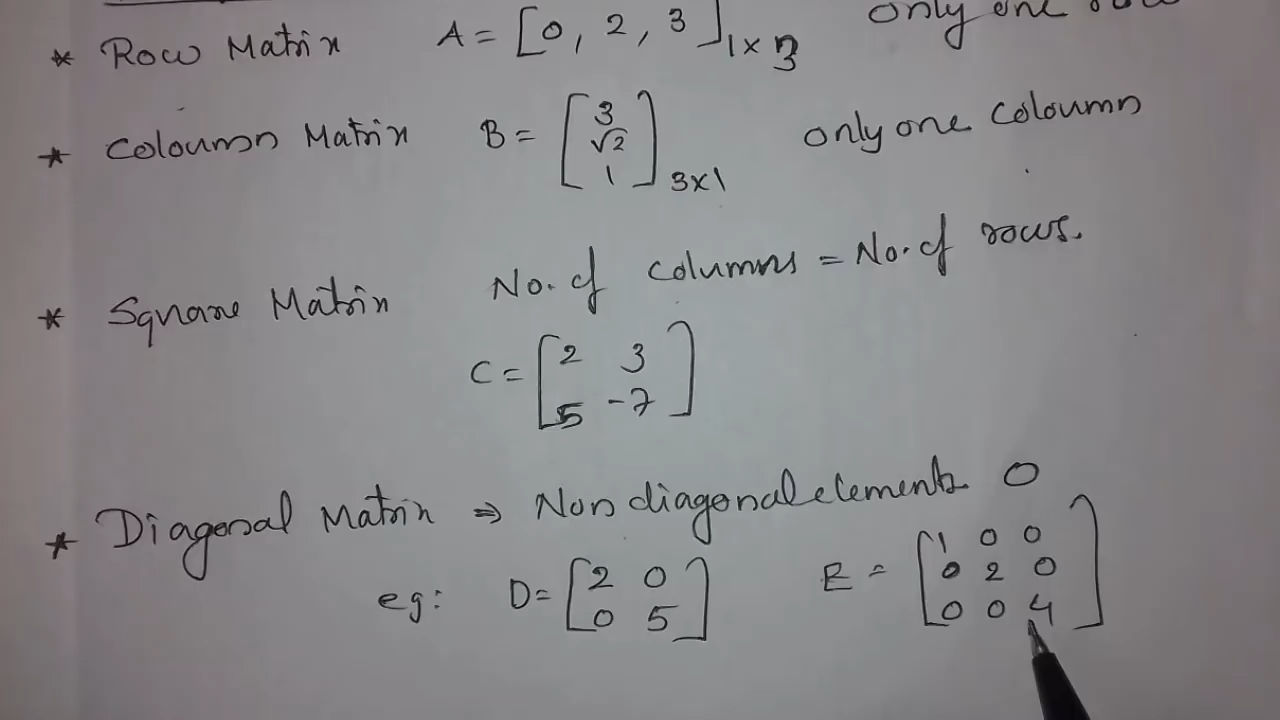 * Row Matrix A = [0, 2, 3]1×3 only one row
* Coloumn Matrix B = [3 √2 1]3×1 only one coloumn
* Square Matrix No. of columns = No. of rows.
C = [2 3
5 -7]
* Diagonal Matrix ⇒ Non diagonal elements 0
eg: D = [2 0
0 5] E = [1 0 0
0 2 0
0 0 4]